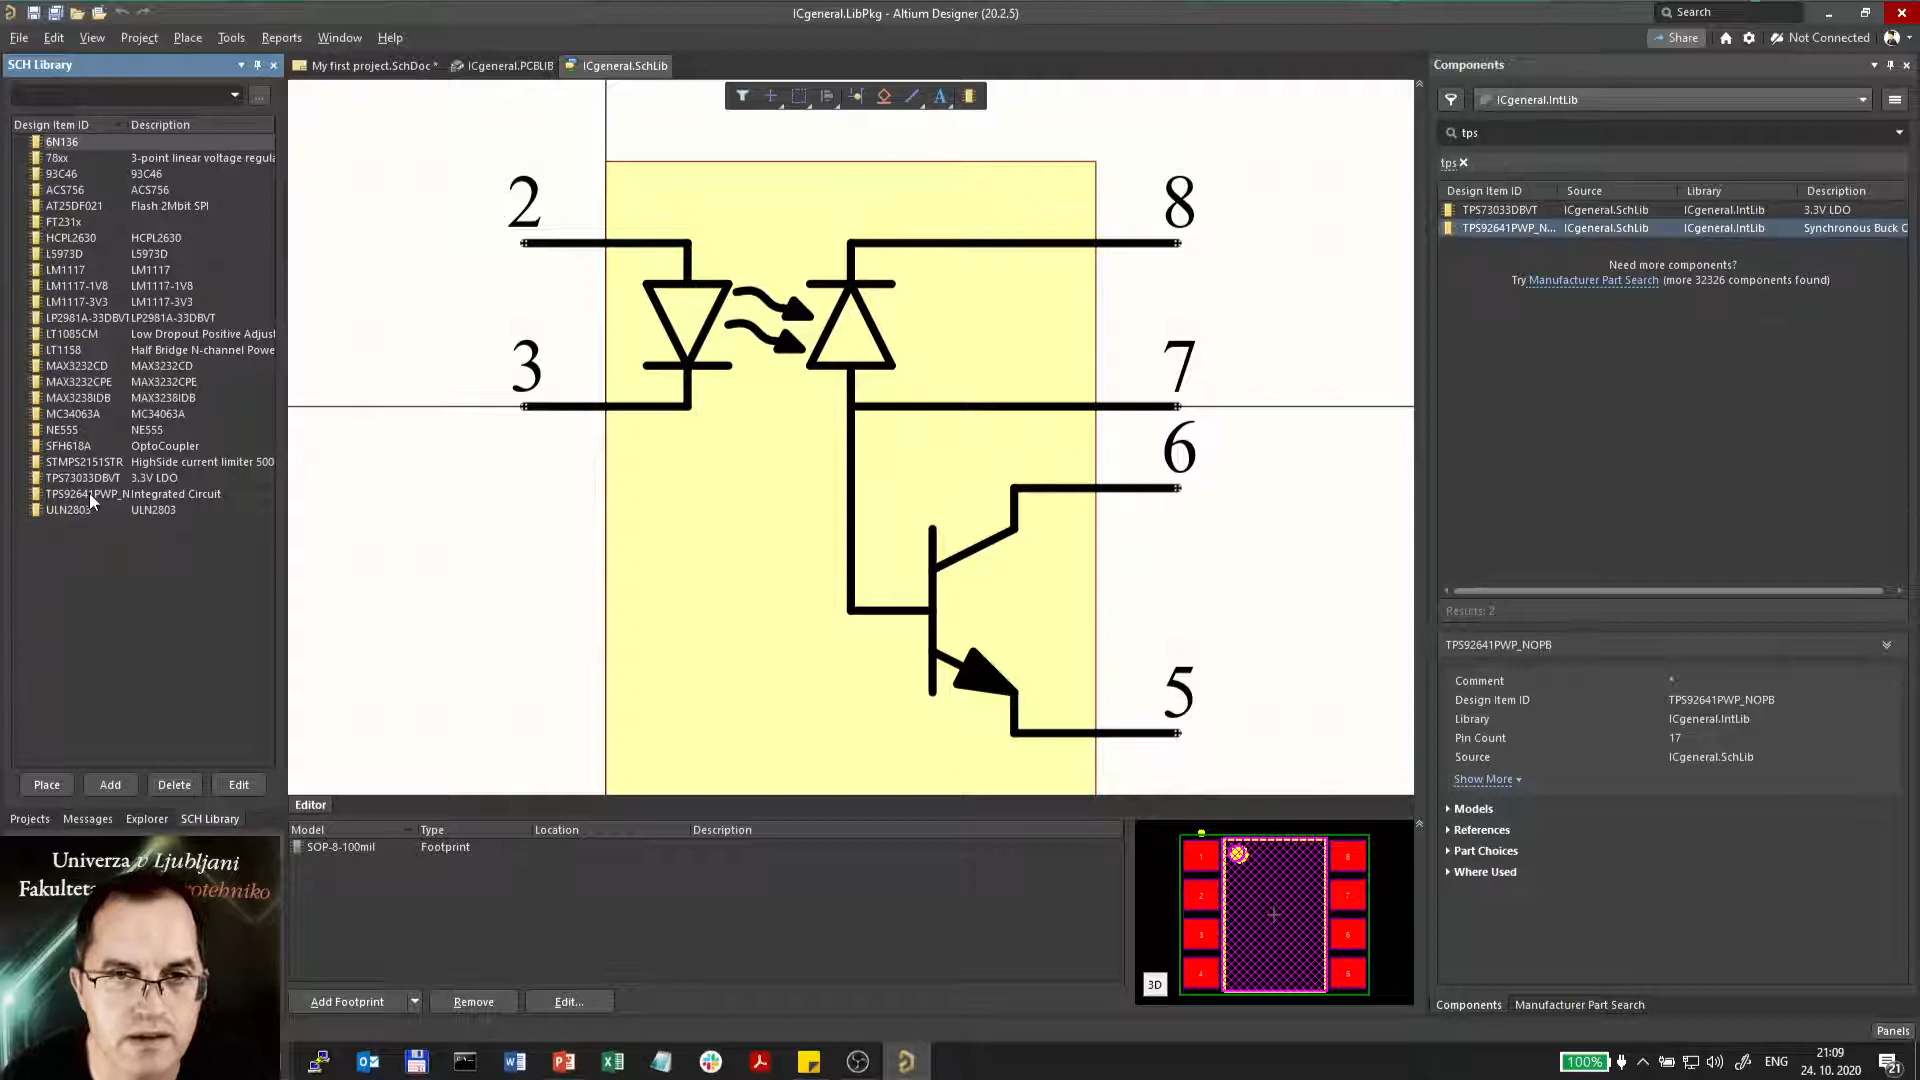 ICgeneral.LibPkg - Altium Designer (20.2.5)
Search
File Edit View Project Place Tools Reports Window Help
Share
Not Connected
SCH Library
My first project.SchDoc *
ICgeneral.PCBLIB
ICgeneral.SchLib
Components
ICgeneral.IntLib
tps
tps
Design Item ID Description
6N136
78xx 3-point linear voltage regula
93C46 93C46
ACS756 ACS756
AT25DF021 Flash 2Mbit SPI
FT231x
HCPL2630 HCPL2630
L5973D L5973D
LM1117 LM1117
LM1117-1V8 LM1117-1V8
LM1117-3V3 LM1117-3V3
LP2981A-33DBVT LP2981A-33DBVT
LT1085CM Low Dropout Positive Adjust
LT1158 Half Bridge N-channel Powe
MAX3232CD MAX3232CD
MAX3232CPE MAX3232CPE
MAX3238IDB MAX3238IDB
MC34063A MC34063A
NE555 NE555
SFH618A OptoCoupler
STMPS2151STR HighSide current limiter 500
TPS73033DBVT 3.3V LDO
TPS92641PWP_N Integrated Circuit
ULN2803 ULN2803
Place Add Delete Edit
Projects Messages Explorer SCH Library
2
3
8
7
6
5
Editor
Model Type Location Description
SOP-8-100mil Footprint
1
2
3
4
8
7
6
5
3D
Add Footprint
Remove
Edit...
Design Item ID Source Library Description
TPS73033DBVT ICgeneral.SchLib ICgeneral.IntLib 3.3V LDO
TPS92641PWP_N... ICgeneral.SchLib ICgeneral.IntLib Synchronous Buck C
Need more components?
Try Manufacturer Part Search (more 32326 components found)
Results: 2
TPS92641PWP_NOPB
Comment *
Design Item ID TPS92641PWP_NOPB
Library ICgeneral.IntLib
Pin Count 17
Source ICgeneral.SchLib
Show More
Models
References
Part Choices
Where Used
Components Manufacturer Part Search
Panels
Univerza v Ljubljani
Fakulteta rotehniko
100%
ENG
21:09
24. 10. 2020
21